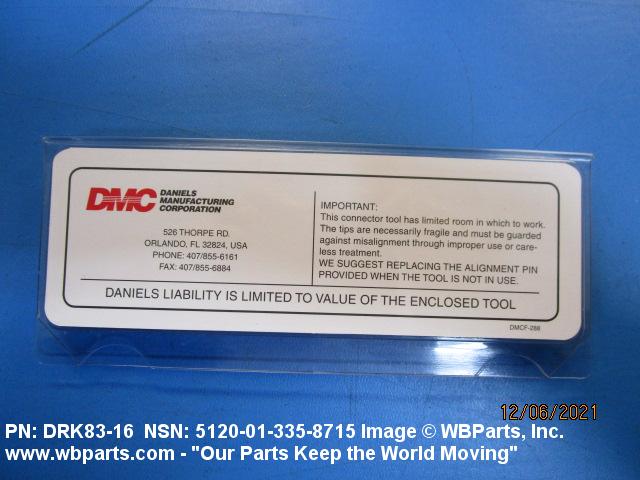 DMC DANIELS
MANUFACTURING
CORPORATION
526 THORPE RD.
ORLANDO, FL 32824, USA
PHONE: 407/855-6161
FAX: 407/855-6884
IMPORTANT:
This connector tool has limited room in which to work.
The tips are necessarily fragile and must be guarded
against misalignment through improper use or care-
less treatment.
WE SUGGEST REPLACING THE ALIGNMENT PIN
PROVIDED WHEN THE TOOL IS NOT IN USE.
DANIELS LIABILITY IS LIMITED TO VALUE OF THE ENCLOSED TOOL
DMCF-288
12/06/2021
PN: DRK83-16 NSN: 5120-01-335-8715 Image © WBParts, Inc.
www.wbparts.com - "Our Parts Keep the World Moving"